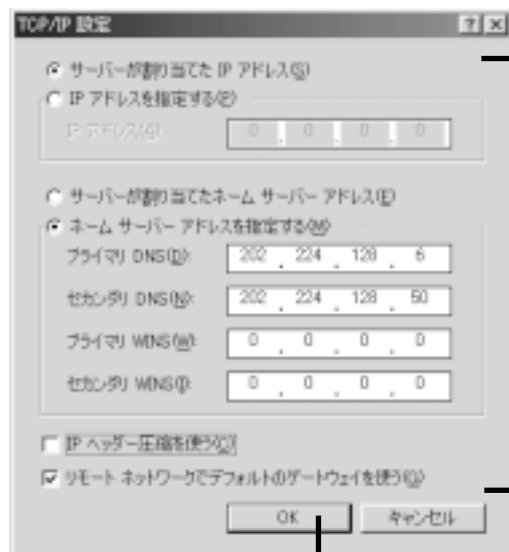 TCP/IP 設定
サーバーが割り当てた IP アドレス(S)
IP アドレスを指定する(P)
IP アドレス(A) 0 . 0 . 0 . 0
サーバーが割り当てたネーム サーバー アドレス(E)
ネーム サーバー アドレスを指定する(M)
プライマリ DNS(D): 202 . 224 . 128 . 6
セカンダリ DNS(N): 202 . 224 . 128 . 50
プライマリ WINS(W): 0 . 0 . 0 . 0
セカンダリ WINS(I): 0 . 0 . 0 . 0
IP ヘッダー圧縮を使う(C)
リモート ネットワークでデフォルトのゲートウェイを使う(G)
OK キャンセル